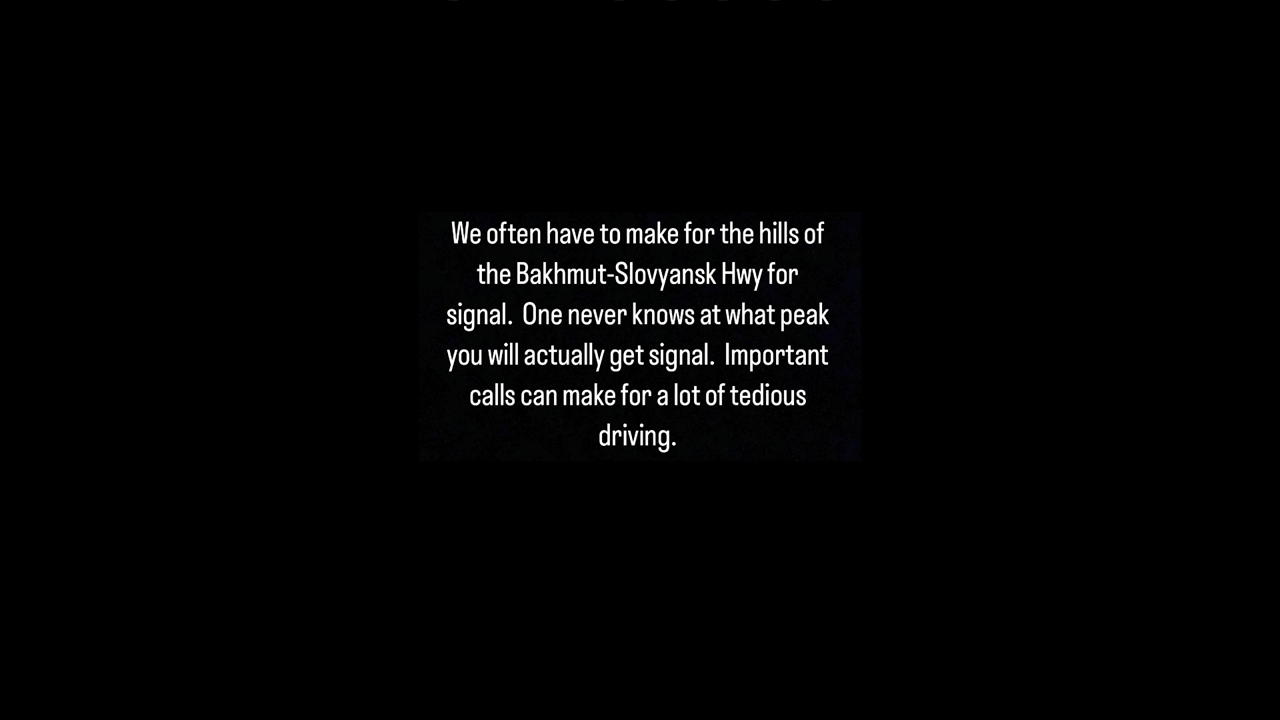 We often have to make for the hills of
the Bakhmut-Slovyansk Hwy for
signal.  One never knows at what peak
you will actually get signal.  Important
calls can make for a lot of tedious
driving.